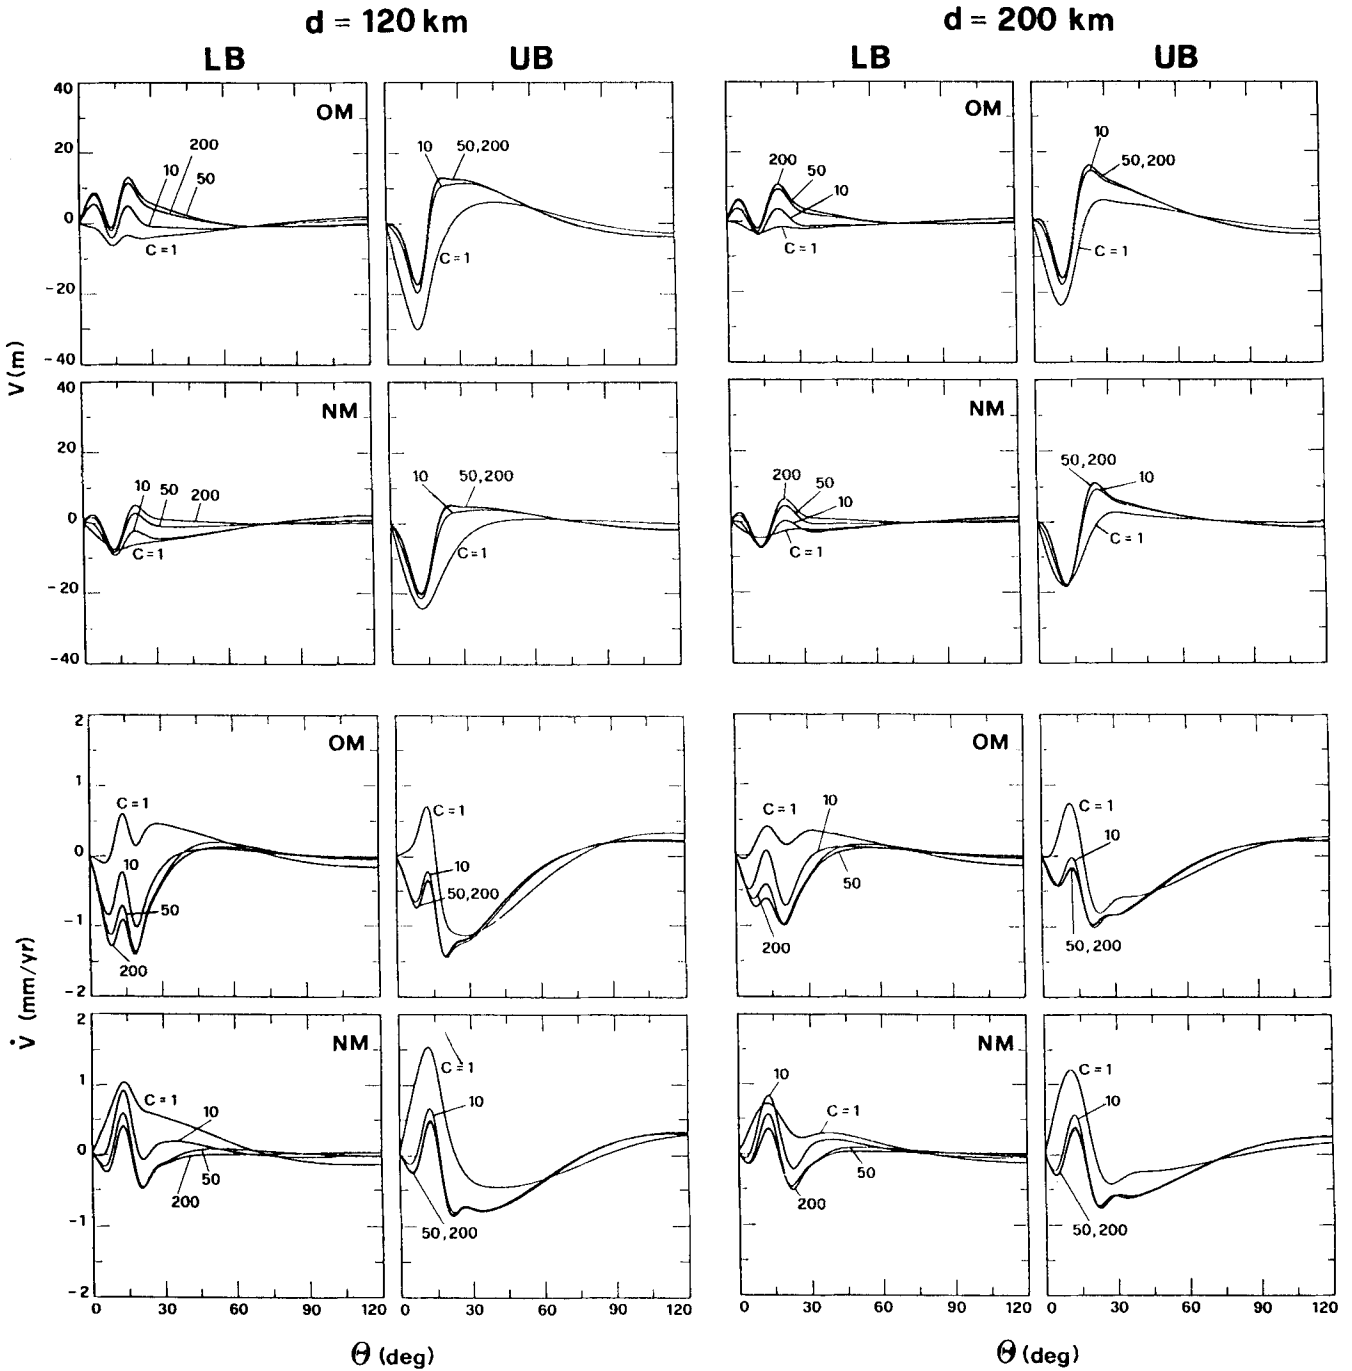 d = 120 km d = 200 km
LB UB LB UB
40 OM OM
20 200 10 50 10 50,200 200 50 10 10 50,200
0 C=1 C=1 C=1 C=1
-20
-40
V (m)
40 NM NM
20 10 50 200 10 50,200 200 50 10 50,200 10
0 C=1 C=1 C=1 C=1
-20
-40
2 OM OM
1 C=1 C=1 C=1 10 C=1
0 10 10 10
50 50,200 50
-1 200 200 50,200
-2
V̇ (mm/yr)
2 NM NM
1 C=1 10 C=1 10 10 C=1 C=1 10
0 50 50
200 50,200 200 50,200
-1
-2
0 30 60 90 0 30 60 90 120 0 30 60 90 0 30 60 90 120
Θ (deg) Θ (deg)